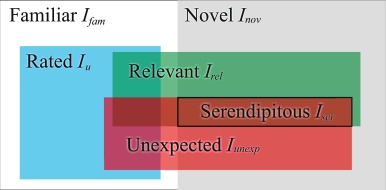 Familiar I_fam Novel I_nov
Rated I_u
Relevant I_rel
Serendipitous I_ser
Unexpected I_unexp